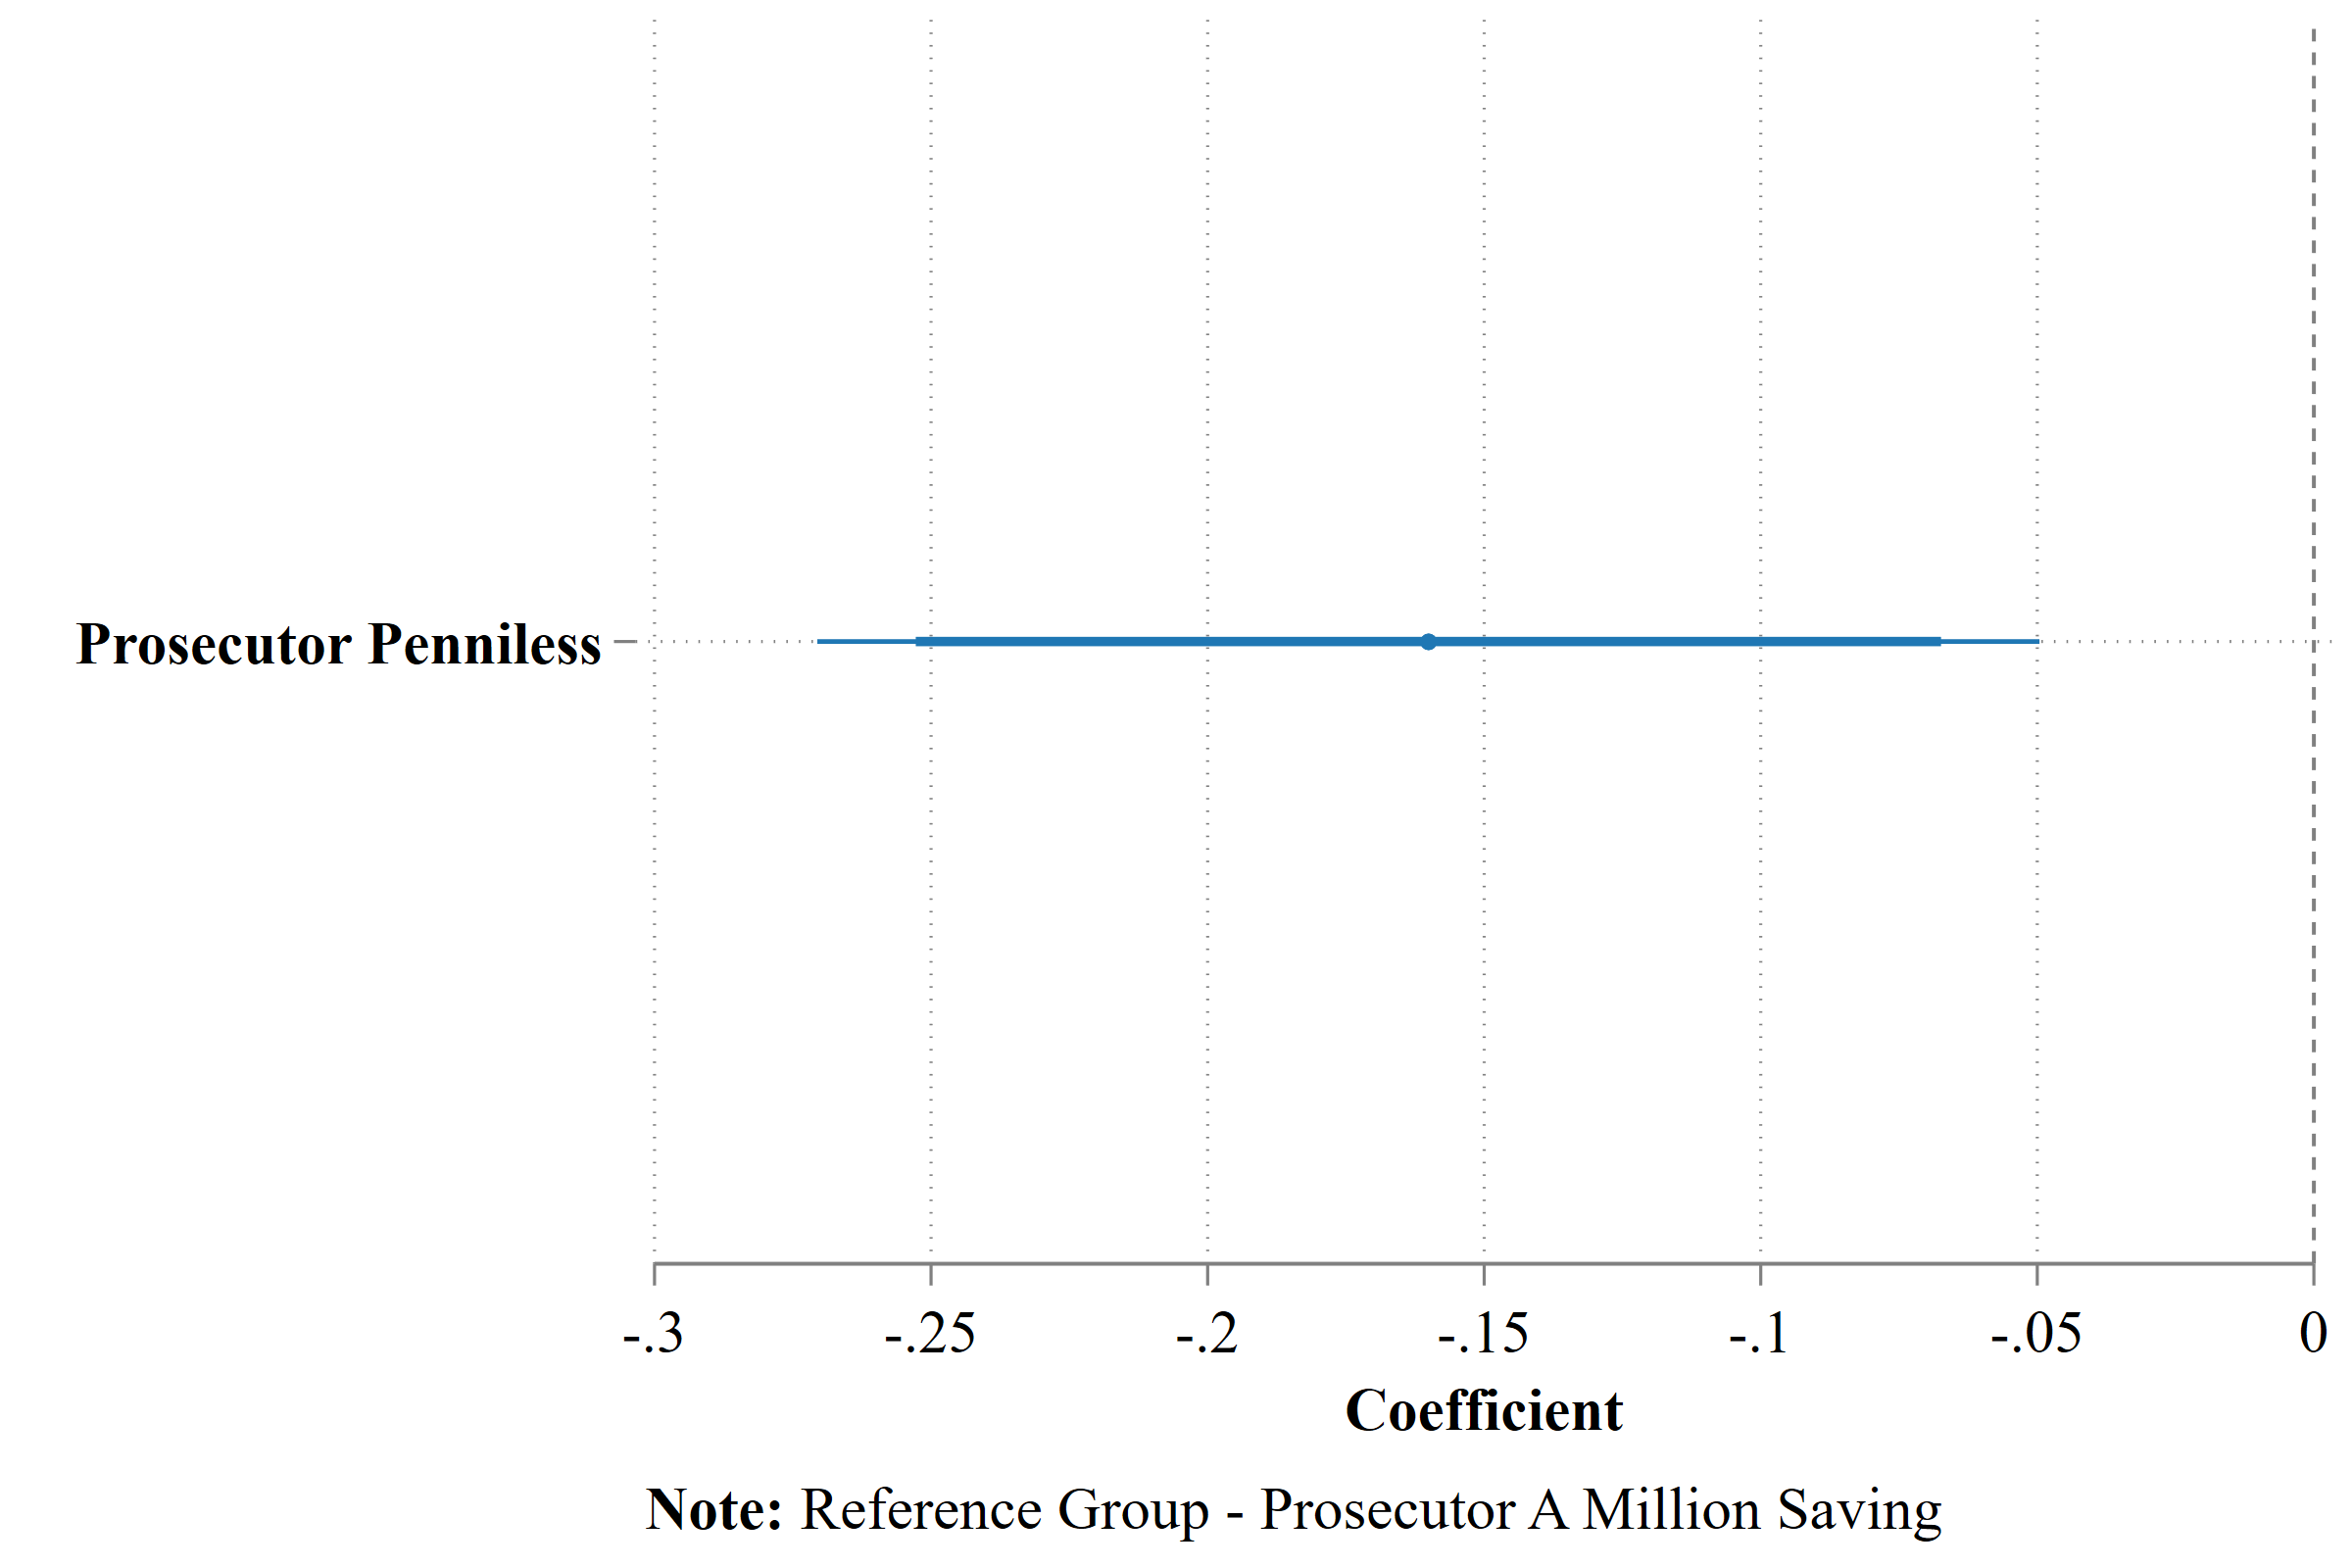 Prosecutor Penniless
-.3 -.25 -.2 -.15 -.1 -.05 0
Coefficient
Note: Reference Group - Prosecutor A Million Saving